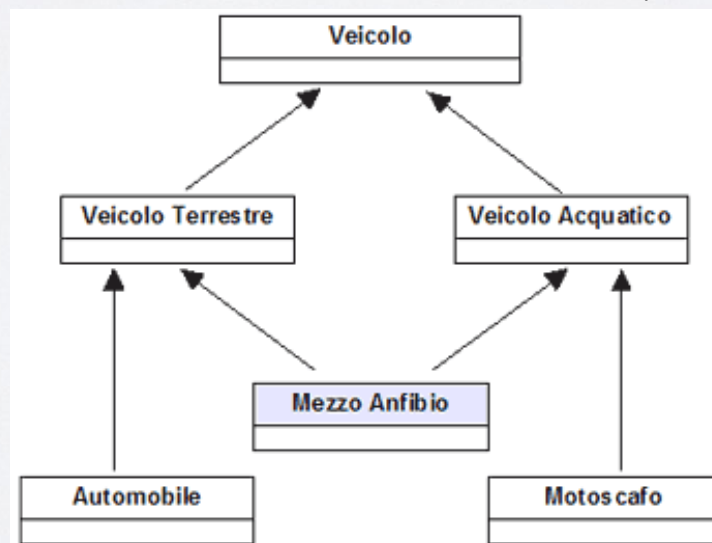 Veicolo
Veicolo Terrestre
Veicolo Acquatico
Mezzo Anfibio
Automobile
Motoscafo